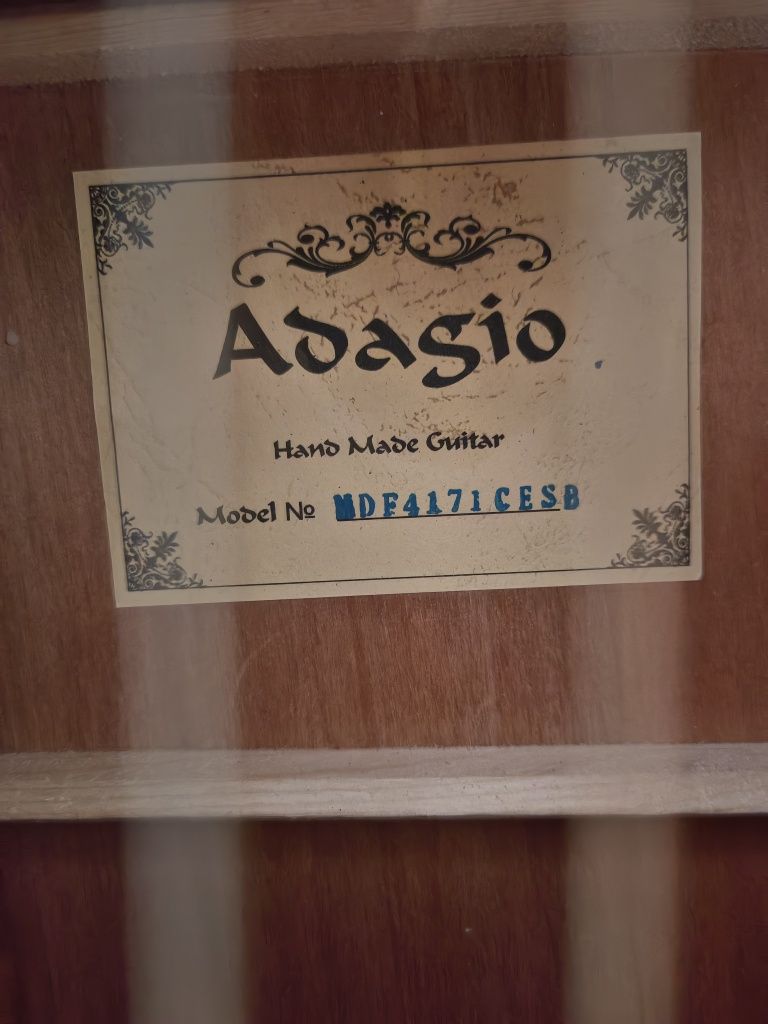 Adagio
Hand Made Guitar
Model № MDF4171CESB